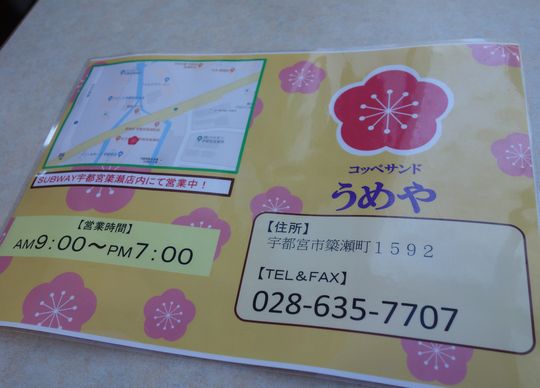 SUBWAY宇都宮簗瀬店内にて営業中！
【営業時間】
AM9：00〜PM7：00
コッペサンド
うめや
【住所】
宇都宮市簗瀬町１５９２
【TEL＆FAX】
028-635-7707